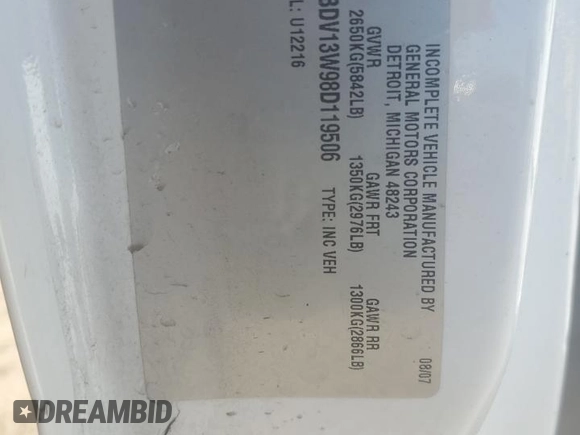 INCOMPLETE VEHICLE MANUFACTURED BY
GENERAL MOTORS CORPORATION
DETROIT, MICHIGAN 48243
08/07
GVWR GAWR FRT GAWR RR
2650KG(5842LB) 1350KG(2976LB) 1300KG(2866LB)
3DV13W98D119506 TYPE: INC VEH
L: U12216
DREAMBID